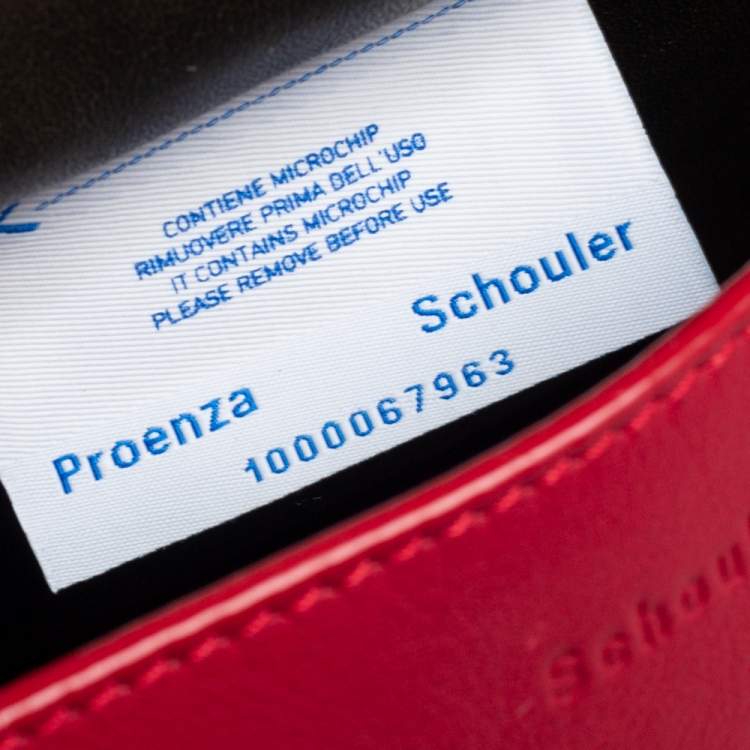 CONTIENE MICROCHIP
RIMUOVERE PRIMA DELL'USO
IT CONTAINS MICROCHIP
PLEASE REMOVE BEFORE USE
Proenza Schouler
1000067963